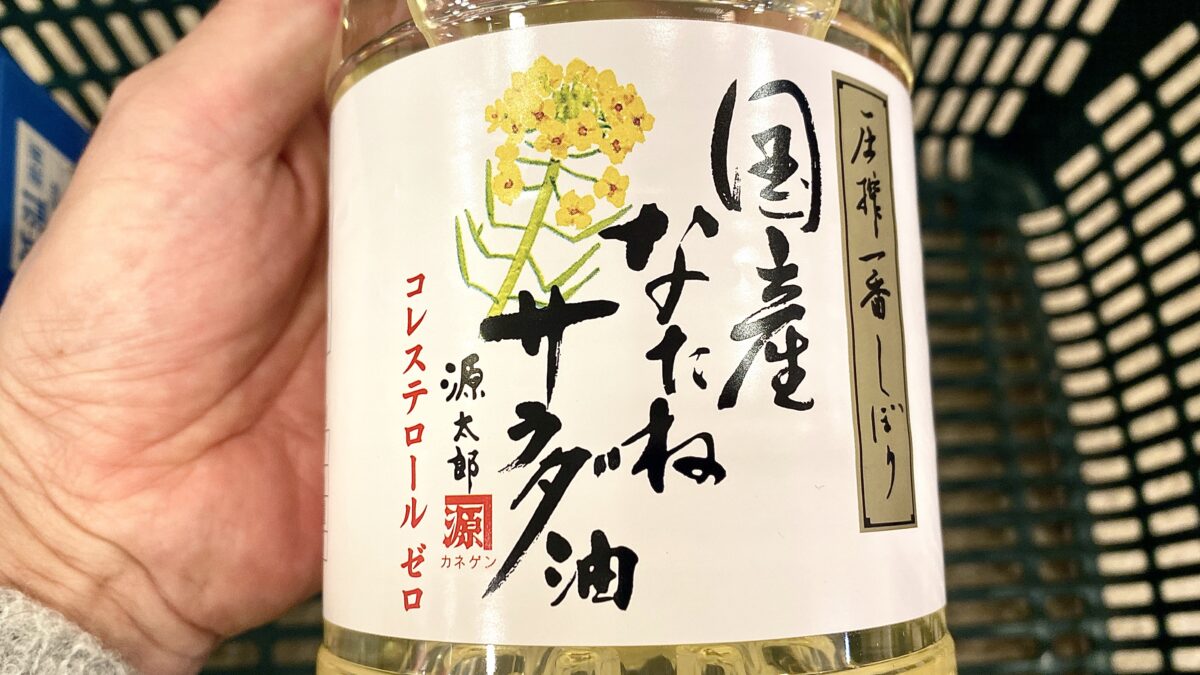 圧搾一番しぼり
国産
なたね
サラダ油
源太郎
源
カネゲン
コレステロール ゼロ